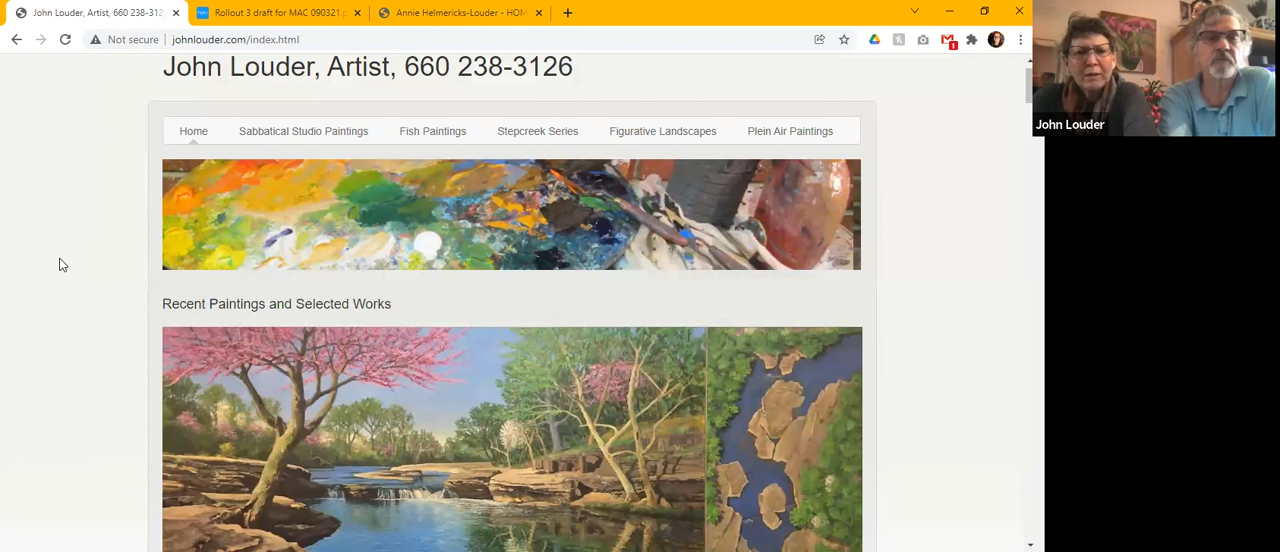 John Louder, Artist, 660 238-312
Rollout 3 draft for MAC 090321.p
Annie Helmericks-Louder - HOM
Not secure
johnlouder.com/index.html
1
John Louder, Artist, 660 238-3126
Home
Sabbatical Studio Paintings
Fish Paintings
Stepcreek Series
Figurative Landscapes
Plein Air Paintings
Recent Paintings and Selected Works
John Louder